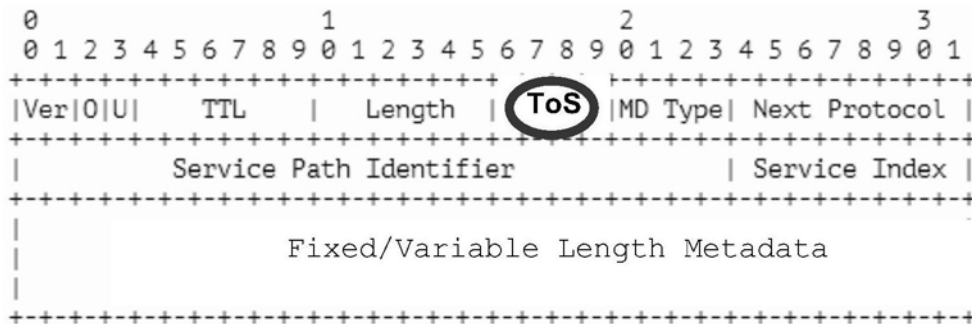 0                   1                   2                   3
0 1 2 3 4 5 6 7 8 9 0 1 2 3 4 5 6 7 8 9 0 1 2 3 4 5 6 7 8 9 0 1
+-+-+-+-+-+-+-+-+-+-+-+-+-+-+-+-+-+-+-+-+-+-+-+-+-+-+-+-+-+-+-+-+
|Ver|O|U|    TTL    |   Length  |  ToS  |MD Type| Next Protocol |
+-+-+-+-+-+-+-+-+-+-+-+-+-+-+-+-+-+-+-+-+-+-+-+-+-+-+-+-+-+-+-+-+
|          Service Path Identifier              | Service Index |
+-+-+-+-+-+-+-+-+-+-+-+-+-+-+-+-+-+-+-+-+-+-+-+-+-+-+-+-+-+-+-+-+
|
|                 Fixed/Variable Length Metadata
|
+-+-+-+-+-+-+-+-+-+-+-+-+-+-+-+-+-+-+-+-+-+-+-+-+-+-+-+-+-+-+-+-+